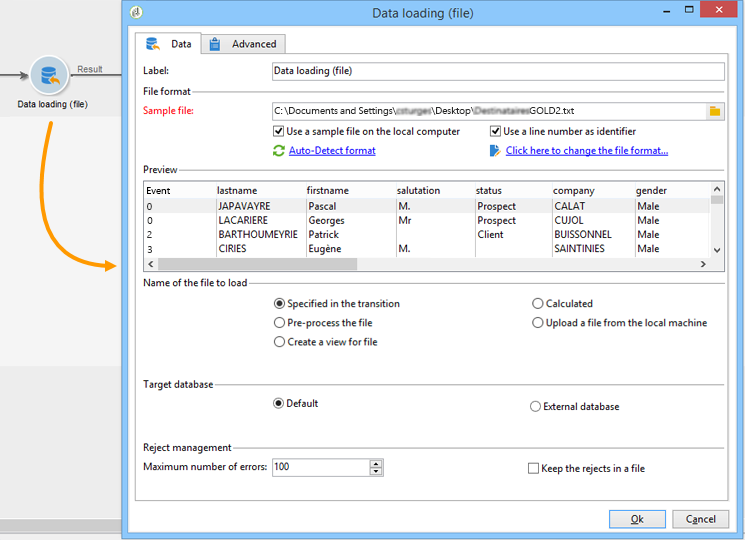 Data loading (file)
Data
Advanced
Result
Data loading (file)
Label:
Data loading (file)
File format
Sample file:
C:\Documents and Settings\ \Desktop\ GOLD2.txt
Use a sample file on the local computer
Use a line number as identifier
Auto-Detect format
Click here to change the file format...
Preview
Event lastname firstname salutation status company gender
0 JAPAVAYRE Pascal M. Prospect CALAT Male
0 LACARIERE Georges Mr Prospect CUJOL Male
2 BARTHOUMEYRIE Patrick Client BUISSONNEL Male
3 CIRIES Eugène M. SAINTINIES Male
Name of the file to load
Specified in the transition
Calculated
Pre-process the file
Upload a file from the local machine
Create a view for file
Target database
Default
External database
Reject management
Maximum number of errors: 100
Keep the rejects in a file
Ok
Cancel